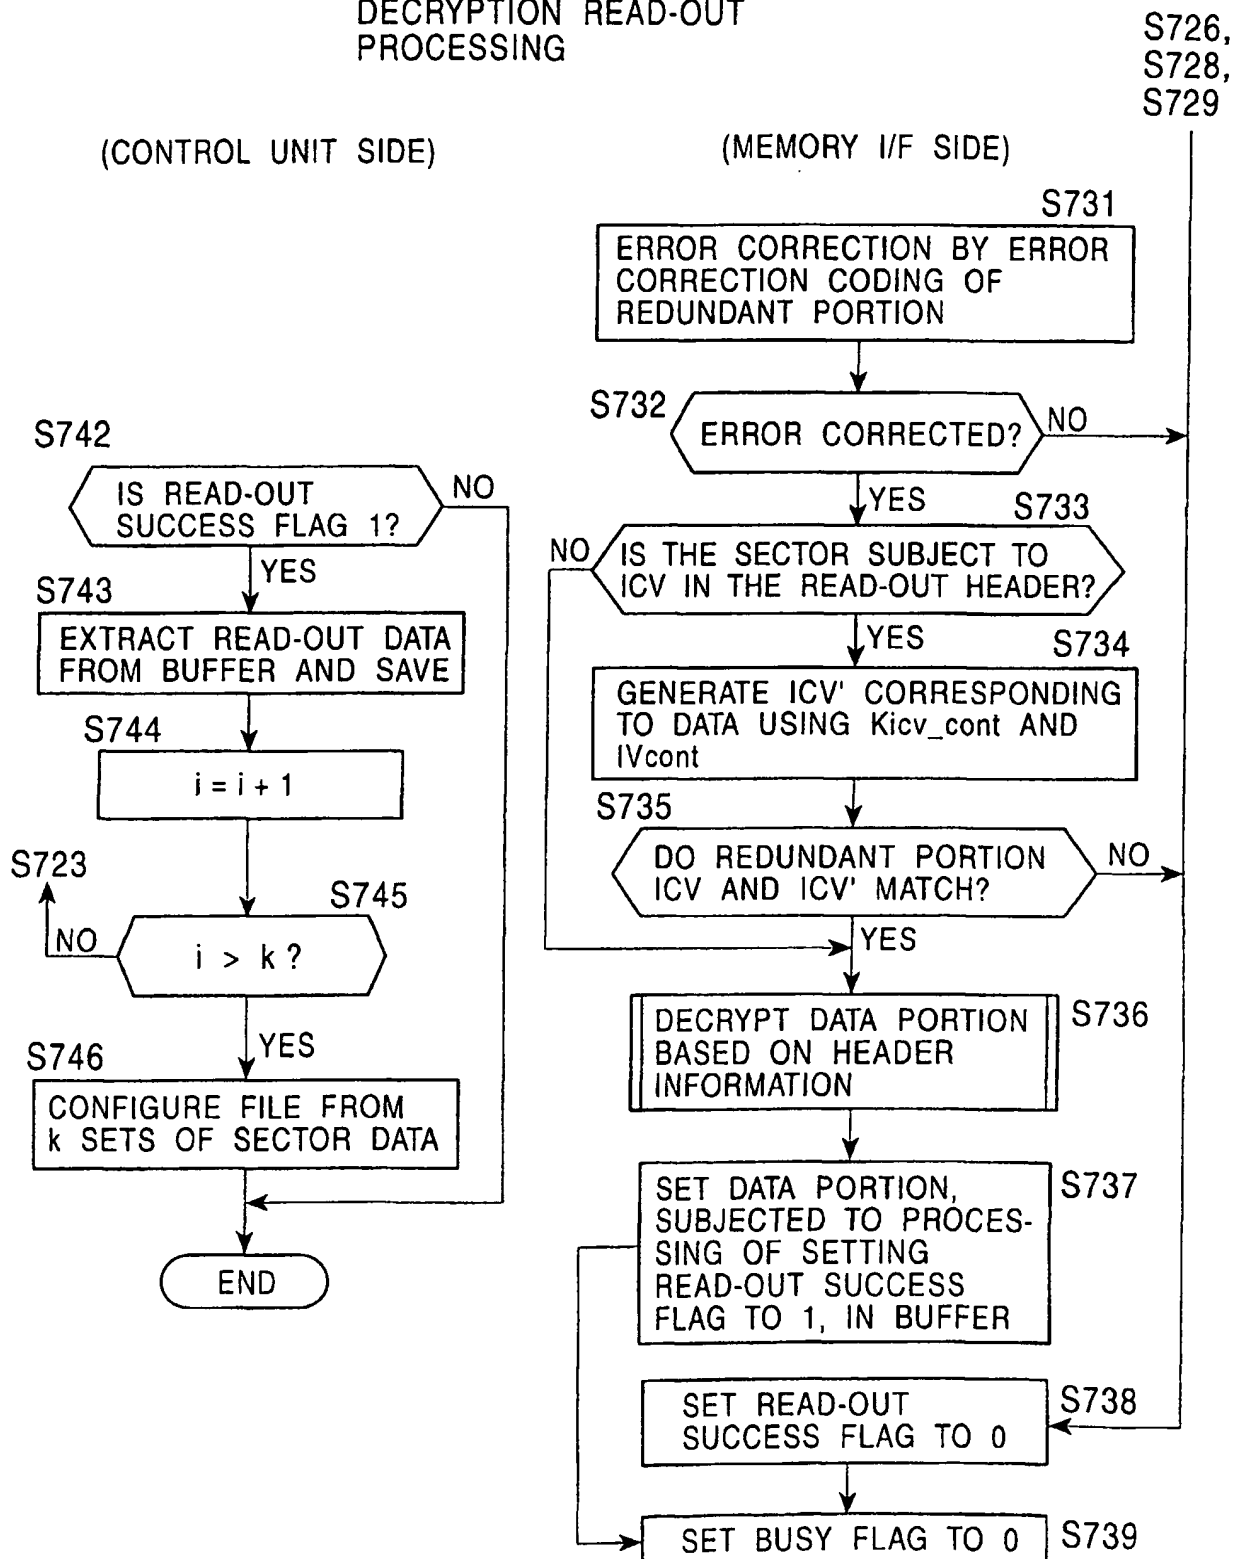 DECRYPTION READ-OUT
PROCESSING
S726,
S728,
S729
(CONTROL UNIT SIDE)
(MEMORY I/F SIDE)
S731
ERROR CORRECTION BY ERROR
CORRECTION CODING OF
REDUNDANT PORTION
S732
ERROR CORRECTED?
NO
YES
S733
NO
IS THE SECTOR SUBJECT TO
ICV IN THE READ-OUT HEADER?
YES
S734
GENERATE ICV' CORRESPONDING
TO DATA USING Kicv_cont AND
IVcont
S735
DO REDUNDANT PORTION
ICV AND ICV' MATCH?
NO
YES
DECRYPT DATA PORTION
BASED ON HEADER
INFORMATION
S736
SET DATA PORTION,
SUBJECTED TO PROCES-
SING OF SETTING
READ-OUT SUCCESS
FLAG TO 1, IN BUFFER
S737
SET READ-OUT
SUCCESS FLAG TO 0
S738
SET BUSY FLAG TO 0
S739
S742
IS READ-OUT
SUCCESS FLAG 1?
NO
YES
S743
EXTRACT READ-OUT DATA
FROM BUFFER AND SAVE
S744
i = i + 1
S723
NO
S745
i > k ?
YES
S746
CONFIGURE FILE FROM
k SETS OF SECTOR DATA
END